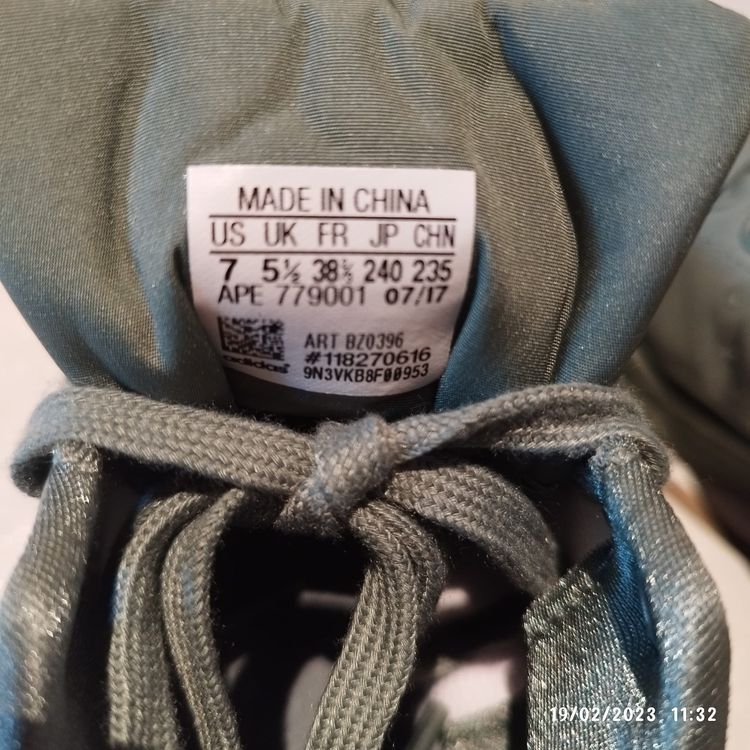 MADE IN CHINA
US UK FR JP CHN
7 5½ 38⅔ 240 235
APE 779001 07/17
ART BZ0396
#118270616
adidas
9N3VKB8F00953
19/02/2023 11:32